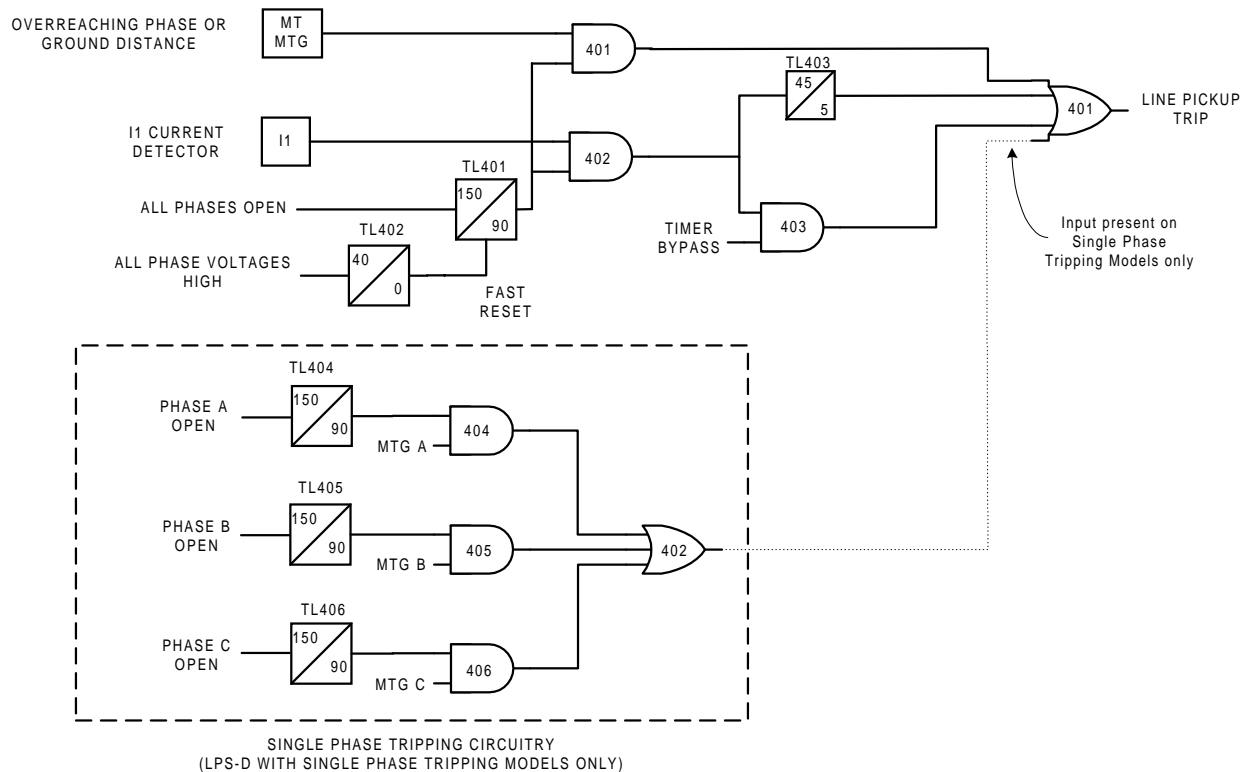 OVERREACHING PHASE OR
GROUND DISTANCE
MT
MTG
401
TL403
45
5
401
LINE PICKUP
TRIP
I1 CURRENT
DETECTOR
I1
402
TL401
150
90
ALL PHASES OPEN
TL402
40
0
ALL PHASE VOLTAGES
HIGH
FAST
RESET
TIMER
BYPASS
403
Input present on
Single Phase
Tripping Models only
TL404
150
90
PHASE A
OPEN
MTG A
404
TL405
150
90
PHASE B
OPEN
MTG B
405
402
TL406
150
90
PHASE C
OPEN
MTG C
406
SINGLE PHASE TRIPPING CIRCUITRY
(LPS-D WITH SINGLE PHASE TRIPPING MODELS ONLY)